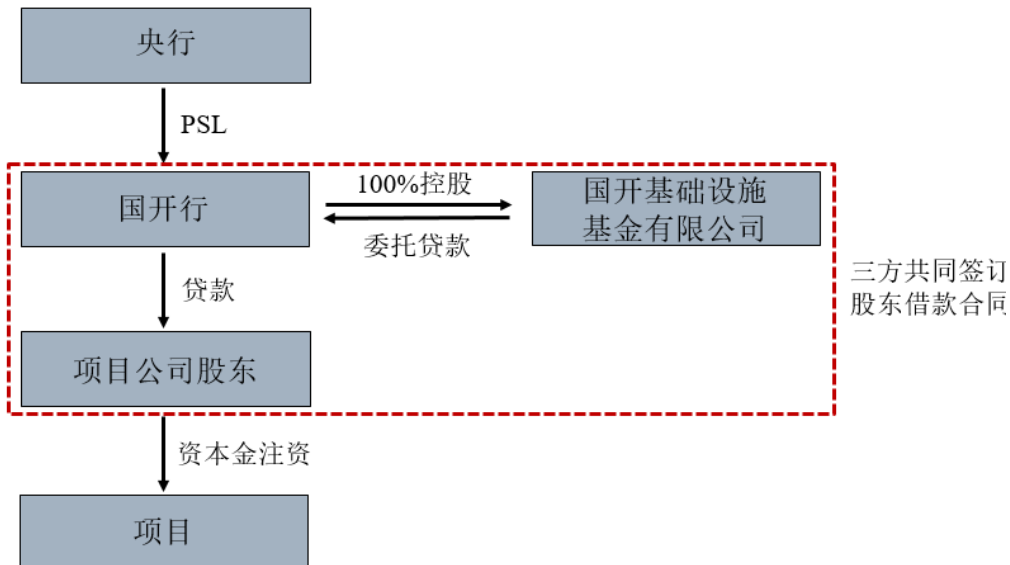 央行
PSL
国开行
100%控股
委托贷款
国开基础设施
基金有限公司
三方共同签订
股东借款合同
贷款
项目公司股东
资本金注资
项目